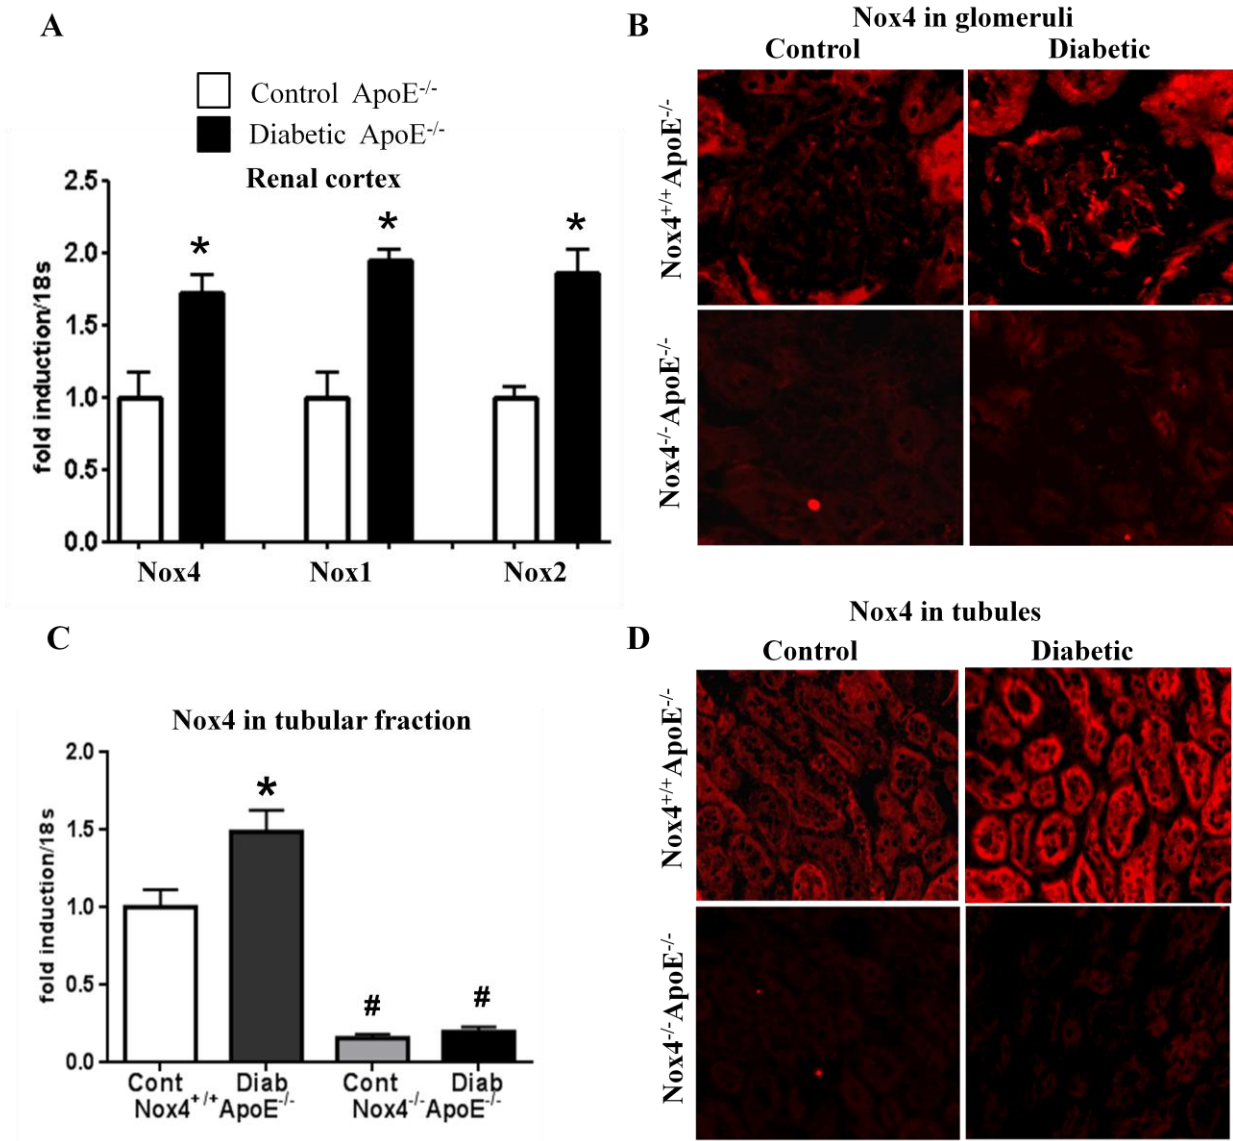 A
Control ApoE-/-
Diabetic ApoE-/-
Renal cortex
fold induction/18s
2.5
2.0
1.5
1.0
0.5
0.0
*
*
*
Nox4 Nox1 Nox2
B
Nox4 in glomeruli
Control Diabetic
Nox4+/+ApoE-/-
Nox4-/-ApoE-/-
C
Nox4 in tubular fraction
fold induction/18s
2.0
1.5
1.0
0.5
0.0
*
#
#
Cont Diab Cont Diab
Nox4+/+ApoE-/- Nox4-/-ApoE-/-
D
Nox4 in tubules
Control Diabetic
Nox4+/+ApoE-/-
Nox4-/-ApoE-/-